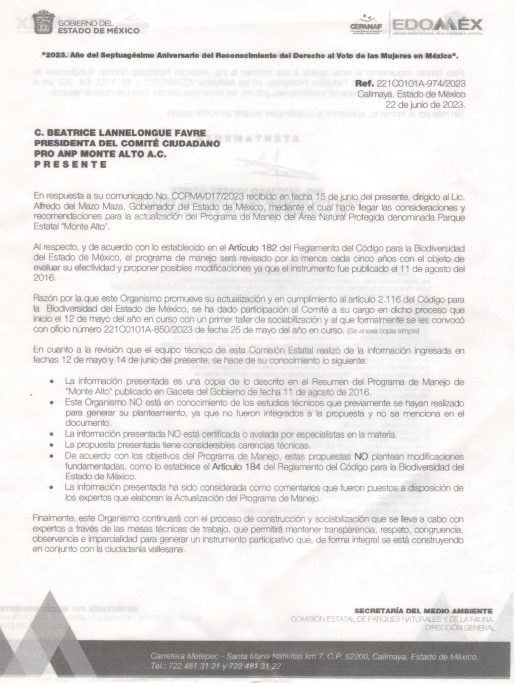 GOBIERNO DEL
ESTADO DE MÉXICO
CEPANAF
EDOMÉX
"2023. Año del Septuagésimo Aniversario del Reconocimiento del Derecho al Voto de las Mujeres en México".
Ref. 221C0101A-974/2023
Calimaya, Estado de México
22 de junio de 2023.
C. BEATRICE LANNELONGUE FAVRE
PRESIDENTA DEL COMITÉ CIUDADANO
PRO ANP MONTE ALTO A.C.
P R E S E N T E
En respuesta a su comunicado No. CCPMA/017/2023 recibido en fecha 15 de junio del presente, dirigido al Lic.
Alfredo del Mazo Maza, Gobernador del Estado de México, mediante el cual hace llegar las consideraciones y
recomendaciones para la actualización del Programa de Manejo del Área Natural Protegida denominada Parque
Estatal "Monte Alto".
Al respecto, y de acuerdo con lo establecido en el Artículo 182 del Reglamento del Código para la Biodiversidad
del Estado de México, el programa de manejo será revisado por lo menos cada cinco años con el objeto de
evaluar su efectividad y proponer posibles modificaciones ya que el instrumento fue publicado el 11 de agosto del
2016.
Razón por la que este Organismo promueve su actualización y en cumplimiento al artículo 2.116 del Código para
la Biodiversidad del Estado de México, se ha dado participación al Comité a su cargo en dicho proceso que
inicio el 12 de mayo del año en curso con un primer taller de sociabilización y al que formalmente se les convocó
con oficio número 221C0101A-850/2023 de fecha 25 de mayo del año en curso. (Se anexa copia simple)
En cuanto a la revisión que el equipo técnico de esta Comisión Estatal realizó de la información ingresada en
fechas 12 de mayo y 14 de junio del presente, se hace de su conocimiento lo siguiente:
• La información presentada es una copia de lo descrito en el Resumen del Programa de Manejo de
"Monte Alto" publicado en Gaceta del Gobierno de fecha 11 de agosto de 2016.
• Este Organismo NO está en conocimiento de los estudios técnicos que previamente se hayan realizado
para generar su planteamiento, ya que no fueron integrados a la propuesta y no se menciona en el
documento.
• La información presentada NO está certificada o avalada por especialistas en la materia.
• La propuesta presentada tiene considerables carencias técnicas.
• De acuerdo con los objetivos del Programa de Manejo, estas propuestas NO plantean modificaciones
fundamentadas, como lo establece el Artículo 184 del Reglamento del Código para la Biodiversidad del
Estado de México.
• La información presentada ha sido considerada como comentarios que fueron puestos a disposición de
los expertos que elaboran la Actualización del Programa de Manejo.
Finalmente, este Organismo continuará con el proceso de construcción y sociabilización que se lleva a cabo con
expertos a través de las mesas técnicas de trabajo, que permitirá mantener transparencia, respeto, congruencia,
observancia e imparcialidad para generar un instrumento participativo que, de forma integral se está construyendo
en conjunto con la ciudadanía vallesana.
SECRETARÍA DEL MEDIO AMBIENTE
COMISIÓN ESTATAL DE PARQUES NATURALES Y DE LA FAUNA
DIRECCIÓN GENERAL
Carretera Metepec - Santa María Nativitas km 7, C.P. 52200, Calimaya, Estado de México.
Tel.: 722 481 31 21 y 722 481 31 22